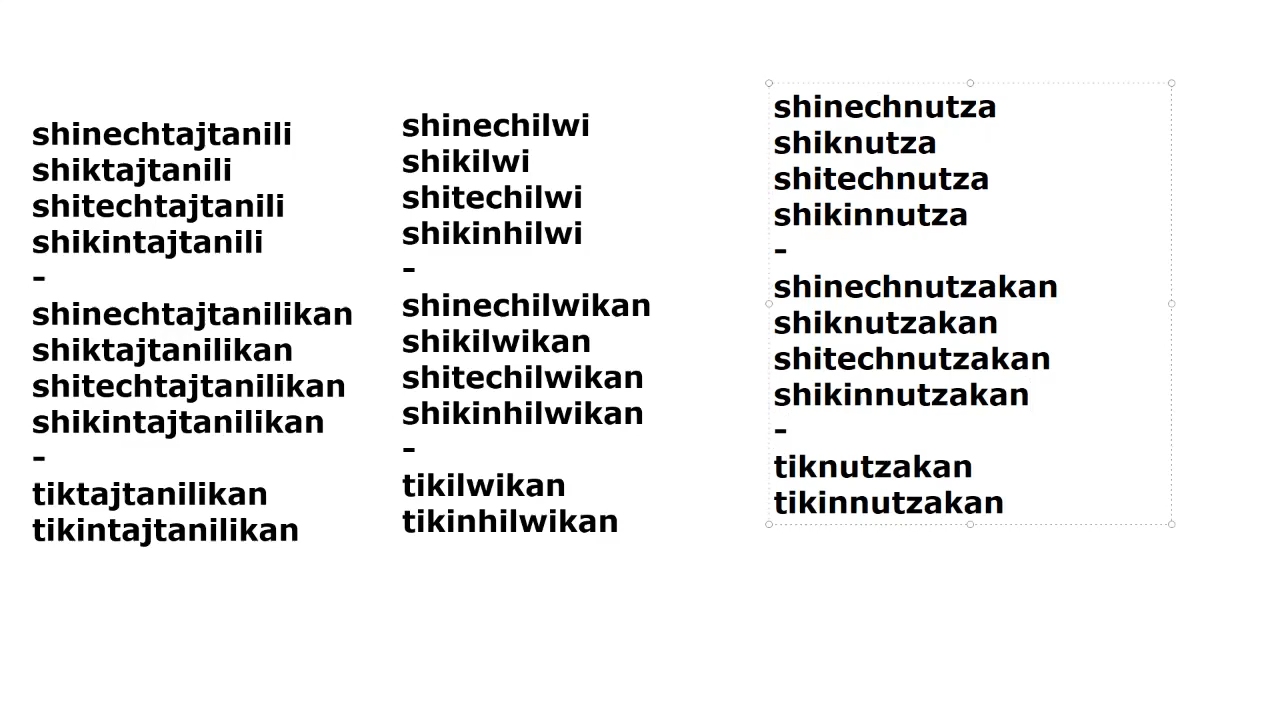 shinechtajtanili
shiktajtanili
shitechtajtanili
shikintajtanili
-
shinechtajtanilikan
shiktajtanilikan
shitechtajtanilikan
shikintajtanilikan
-
tiktajtanilikan
tikintajtanilikan
shinechilwi
shikilwi
shitechilwi
shikinhilwi
-
shinechilwikan
shikilwikan
shitechilwikan
shikinhilwikan
-
tikilwikan
tikinhilwikan
shinechnutza
shiknutza
shitechnutza
shikinnutza
-
shinechnutzakan
shiknutzakan
shitechnutzakan
shikinnutzakan
-
tiknutzakan
tikinnutzakan